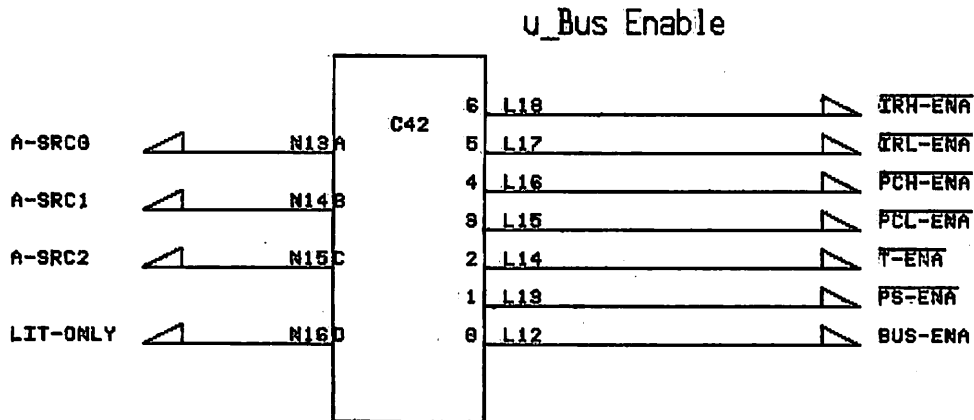 u_Bus Enable
C42
6 L18 IRH-ENA
A-SRC0 N13 A 5 L17 IRL-ENA
4 L16 PCH-ENA
A-SRC1 N14 B
3 L15 PCL-ENA
A-SRC2 N15 C 2 L14 T-ENA
1 L13 PS-ENA
LIT-ONLY N16 D 0 L12 BUS-ENA